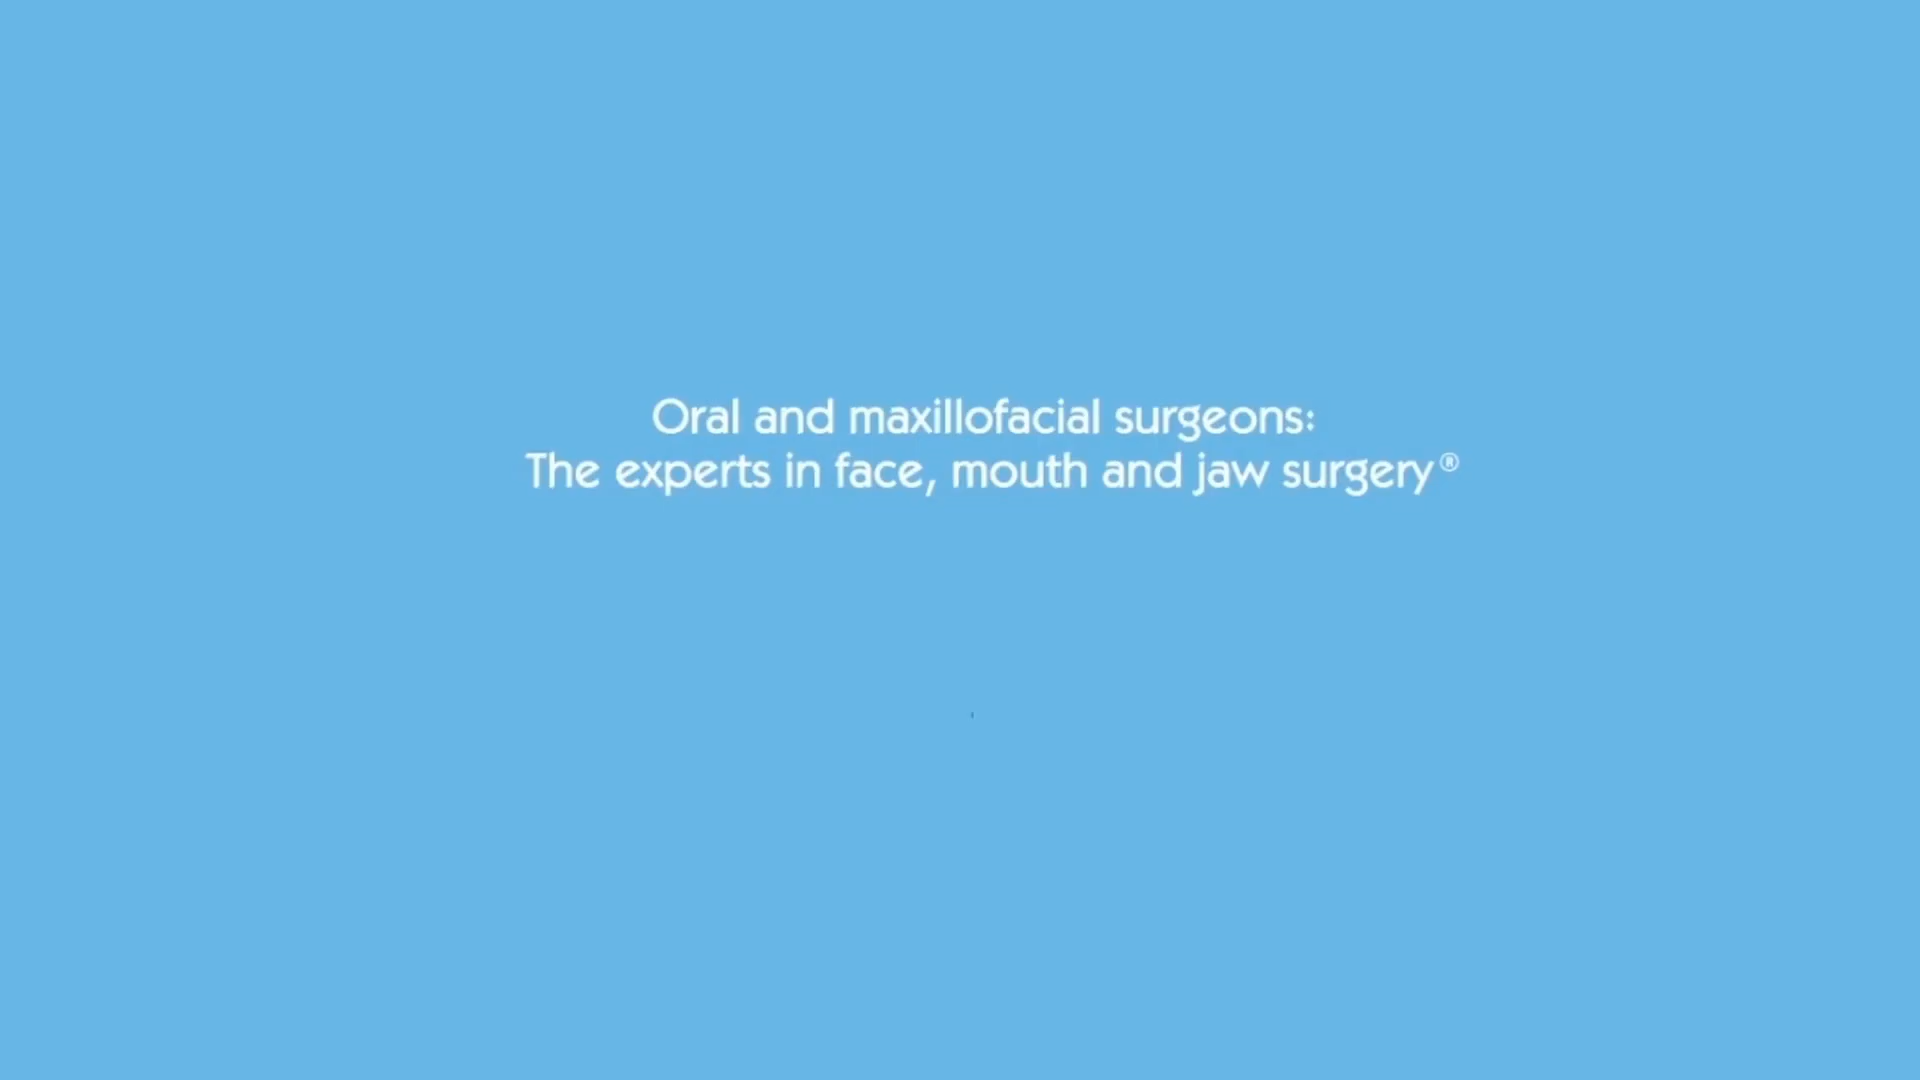 Oral and maxillofacial surgeons:
The experts in face, mouth and jaw surgery®